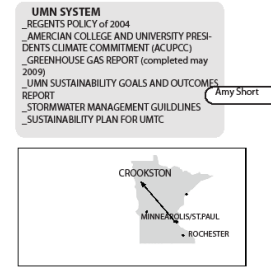 UMN SYSTEM
_REGENTS POLICY of 2004
_AMERCIAN COLLEGE AND UNIVERSITY PRESI-
DENTS CLIMATE COMMITMENT (ACUPCC)
_GREENHOUSE GAS REPORT (completed may
2009)
_UMN SUSTAINABILITY GOALS AND OUTCOMES
REPORT
Amy Short
_STORMWATER MANAGEMENT GUILDLINES
_SUSTAINABILITY PLAN FOR UMTC
CROOKSTON
MINNEAPOLIS/ST.PAUL
ROCHESTER